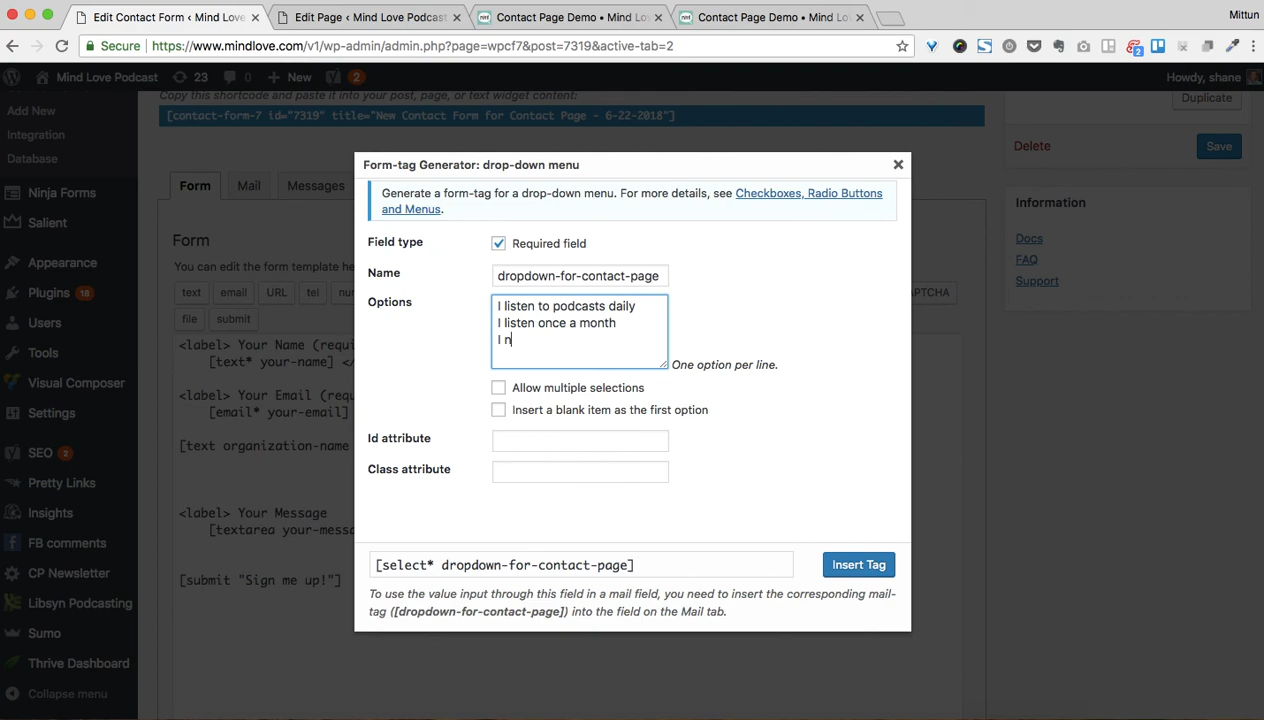 Edit Contact Form ‹ Mind Love
Edit Page ‹ Mind Love Podcast
Contact Page Demo • Mind Lo
Contact Page Demo • Mind Lo
Mittun
Secure
https://www.mindlove.com/v1/wp-admin/admin.php?page=wpcf7&post=7319&active-tab=2
2
Mind Love Podcast
23
0
New
2
Howdy, shane
Add New
Integration
Database
Ninja Forms
Salient
Appearance
Plugins 18
Users
Tools
Visual Composer
Settings
SEO 2
Pretty Links
Insights
FB comments
CP Newsletter
Libsyn Podcasting
Sumo
Thrive Dashboard
Collapse menu
Copy this shortcode and paste it into your post, page, or text widget content:
[contact-form-7 id="7319" title="New Contact Form for Contact Page - 6-22-2018"]
Form
Mail
Messages
Form
You can edit the form template he
text
email
URL
tel
APTCHA
file
submit
<label> Your Name (requi
[text* your-name] </
<label> Your Email (requ
[email* your-email]
[text organization-name
<label> Your Message
[textarea your-messa
[submit "Sign me up!"]
Form-tag Generator: drop-down menu
Generate a form-tag for a drop-down menu. For more details, see Checkboxes, Radio Buttons
and Menus.
Field type
Required field
Name
dropdown-for-contact-page
Options
I listen to podcasts daily
I listen once a month
I n
One option per line.
Allow multiple selections
Insert a blank item as the first option
Id attribute
Class attribute
[select* dropdown-for-contact-page]
Insert Tag
To use the value input through this field in a mail field, you need to insert the corresponding mail-
tag ([dropdown-for-contact-page]) into the field on the Mail tab.
Duplicate
Delete
Save
Information
Docs
FAQ
Support